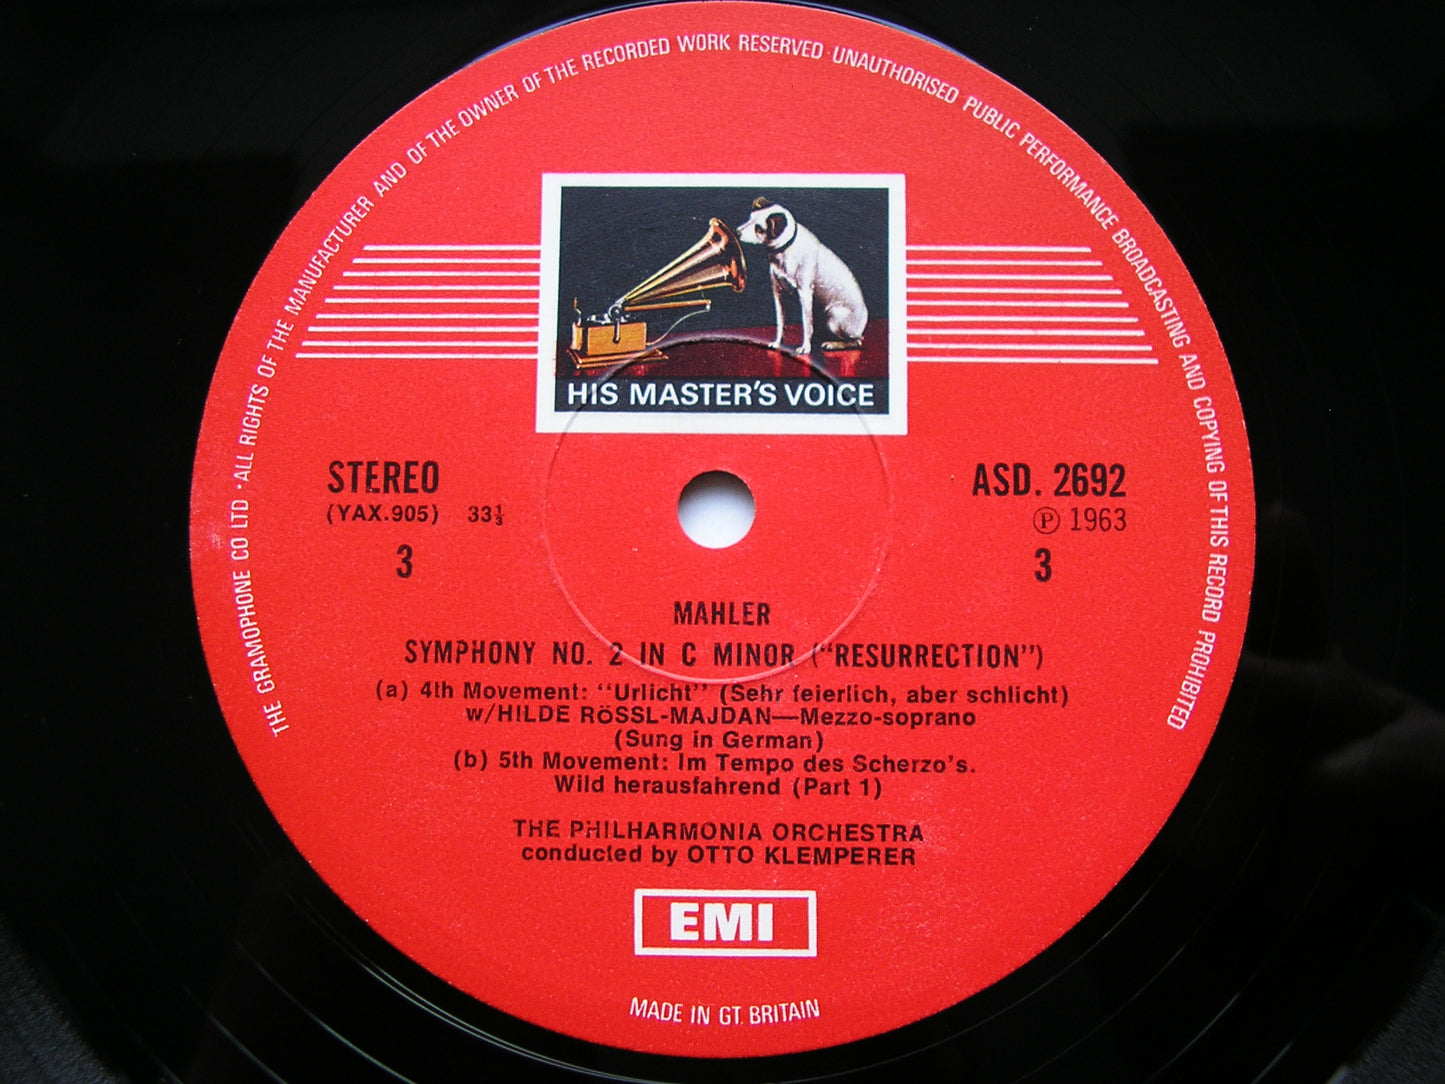 THE GRAMOPHONE CO LTD · ALL RIGHTS OF THE MANUFACTURER AND OF THE OWNER OF THE RECORDED WORK RESERVED · UNAUTHORISED PUBLIC PERFORMANCE BROADCASTING AND COPYING OF THIS RECORD PROHIBITED
HIS MASTER'S VOICE
STEREO ASD. 2692
(YAX.905) 33⅓ ℗ 1963
3 3
MAHLER
SYMPHONY NO. 2 IN C MINOR ("RESURRECTION")
(a) 4th Movement: "Urlicht" (Sehr feierlich, aber schlicht)
w/HILDE RÖSSL-MAJDAN—Mezzo-soprano
(Sung in German)
(b) 5th Movement: Im Tempo des Scherzo's.
Wild herausfahrend (Part 1)
THE PHILHARMONIA ORCHESTRA
conducted by OTTO KLEMPERER
EMI
MADE IN GT. BRITAIN